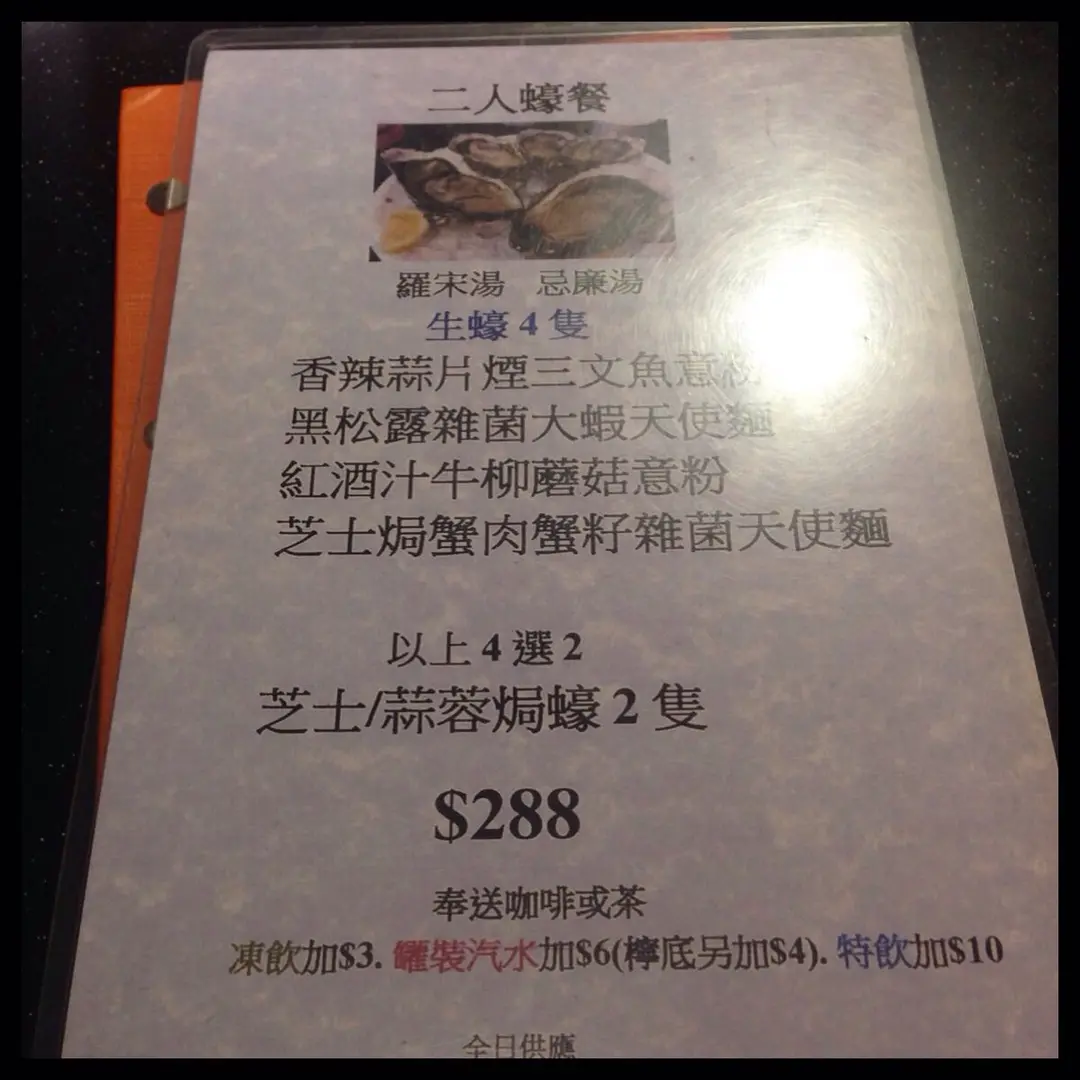 二人蠔餐
羅宋湯 忌廉湯
生蠔 4 隻
香辣蒜片煙三文魚意粉
黑松露雜菌大蝦天使麵
紅酒汁牛柳蘑菇意粉
芝士焗蟹肉蟹籽雜菌天使麵
以上 4 選 2
芝士/蒜蓉焗蠔 2 隻
$288
奉送咖啡或茶
凍飲加$3. 罐裝汽水加$6(檸底另加$4). 特飲加$10
全日供應